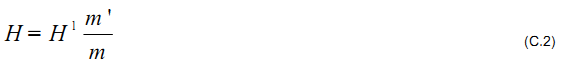 H = H¹ m'/m (C.2)